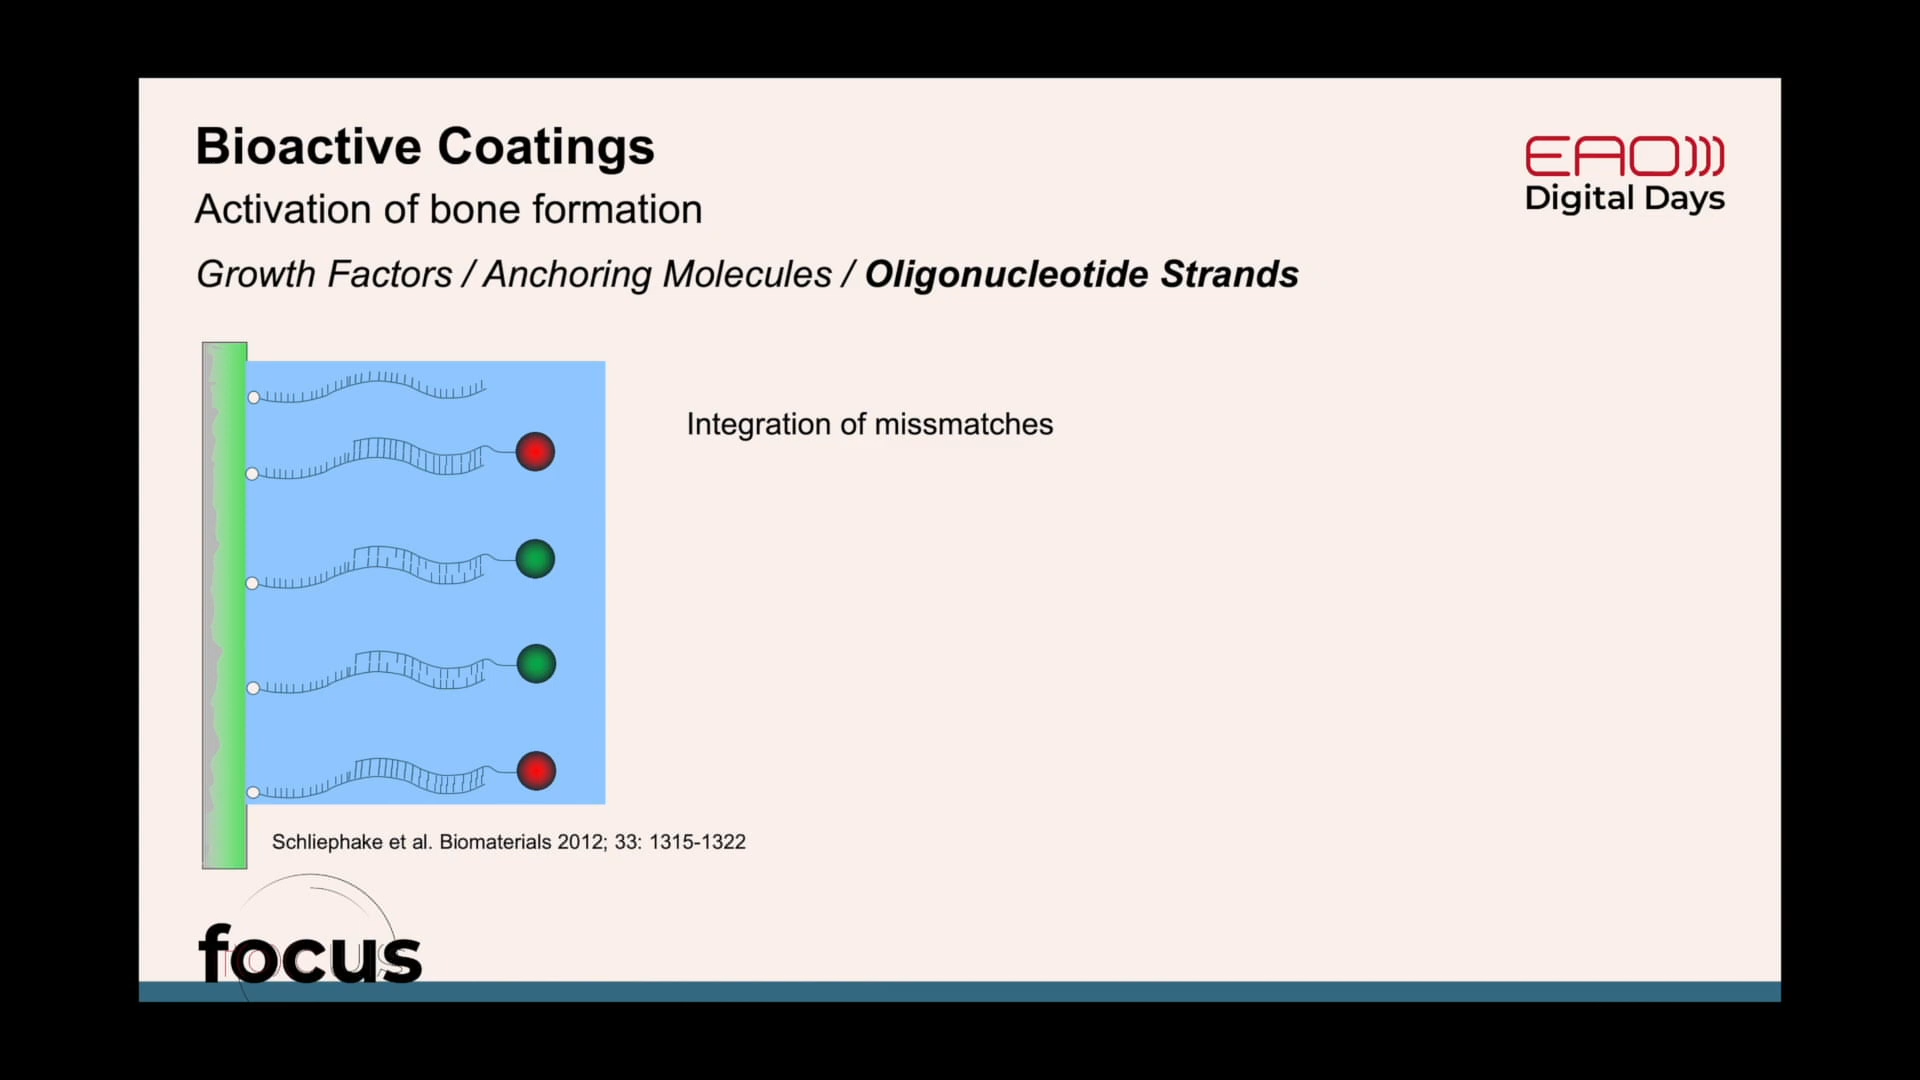 Bioactive Coatings
Activation of bone formation
Growth Factors / Anchoring Molecules / Oligonucleotide Strands
EAO)))
Digital Days
Integration of missmatches
Schliephake et al. Biomaterials 2012; 33: 1315-1322
focus